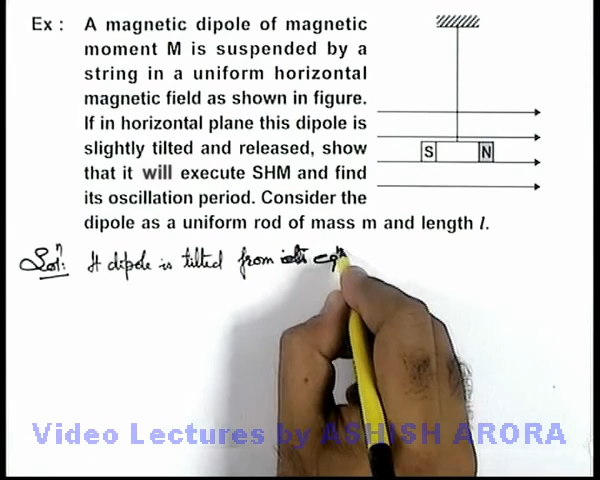 Ex : A magnetic dipole of magnetic
moment M is suspended by a
string in a uniform horizontal
magnetic field as shown in figure.
If in horizontal plane this dipole is
slightly tilted and released, show
that it will execute SHM and find
its oscillation period. Consider the
dipole as a uniform rod of mass m and length l.
S N
Solⁿ: If dipole is tilted from its eqᵐ
Video Lectures by ASHISH ARORA